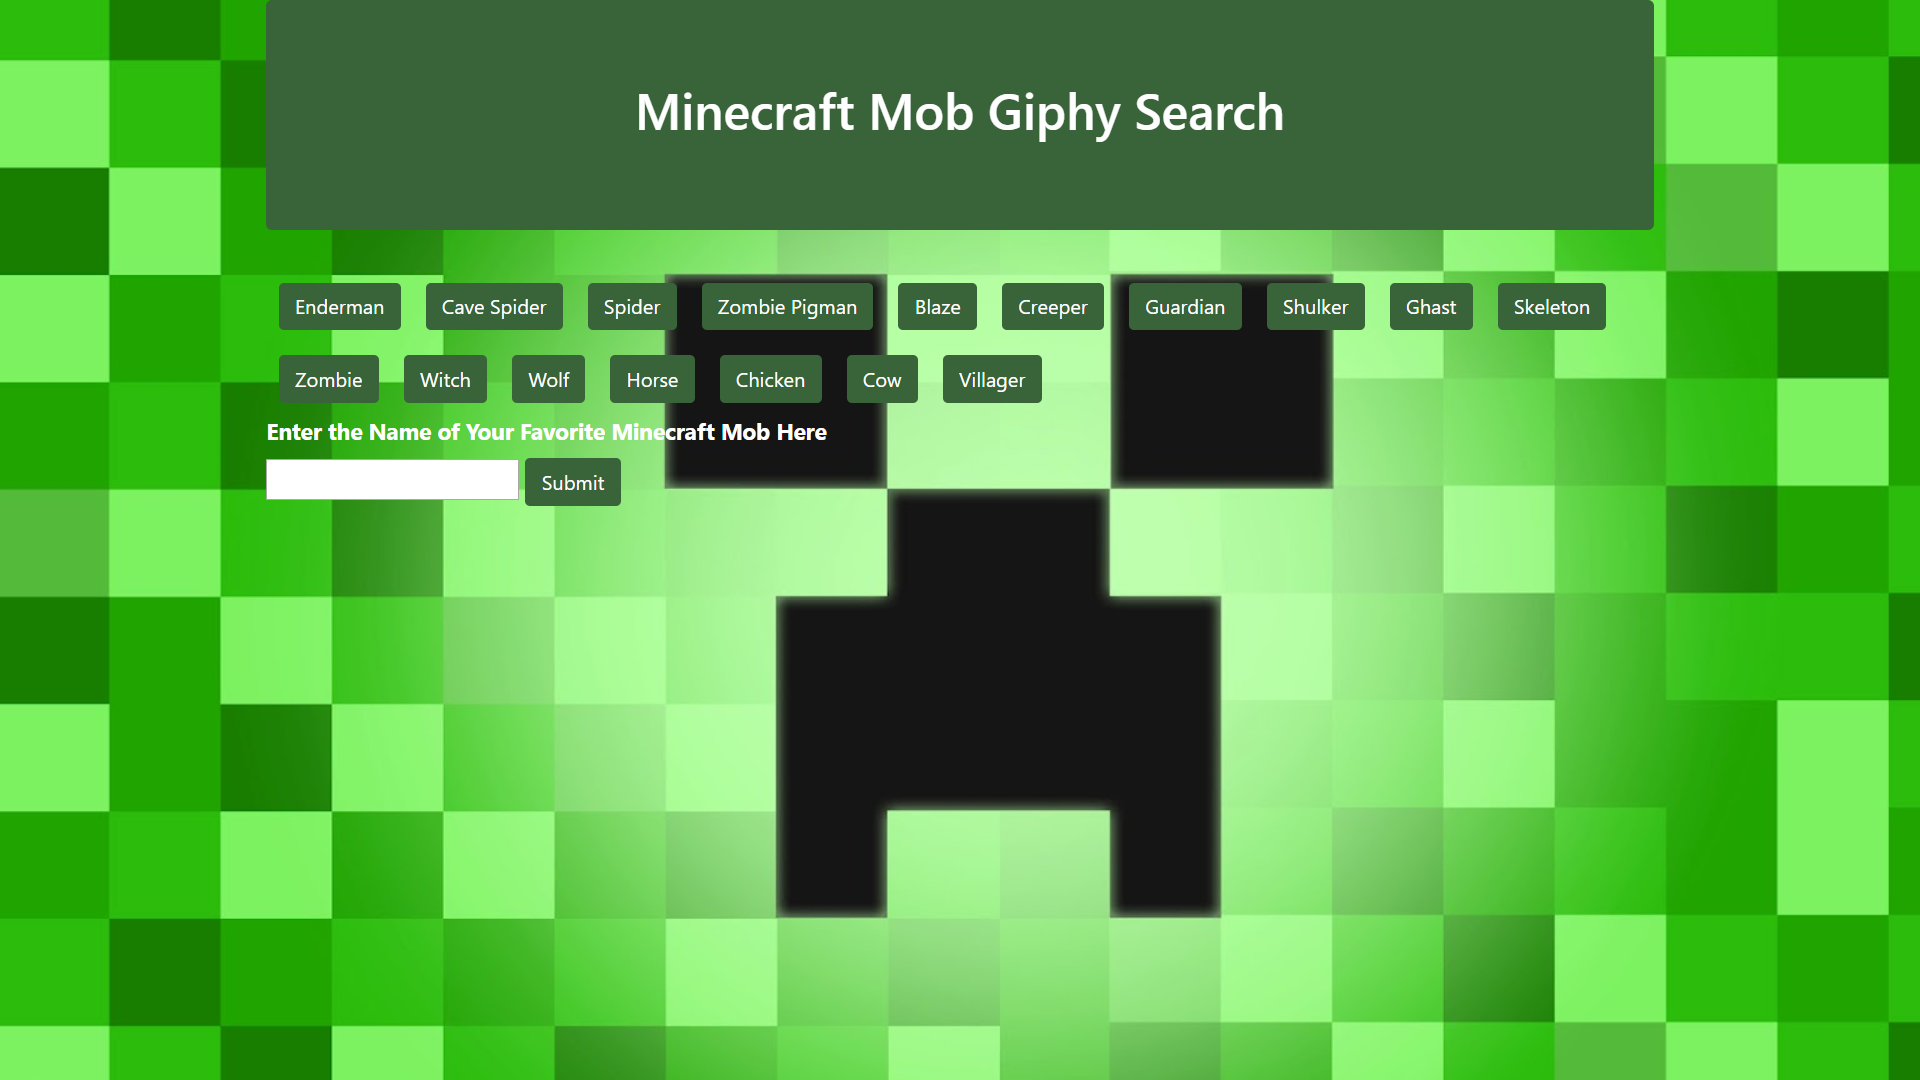 Minecraft Mob Giphy Search
Enderman Cave Spider Spider Zombie Pigman Blaze Creeper Guardian Shulker Ghast Skeleton
Zombie Witch Wolf Horse Chicken Cow Villager
Enter the Name of Your Favorite Minecraft Mob Here
Submit